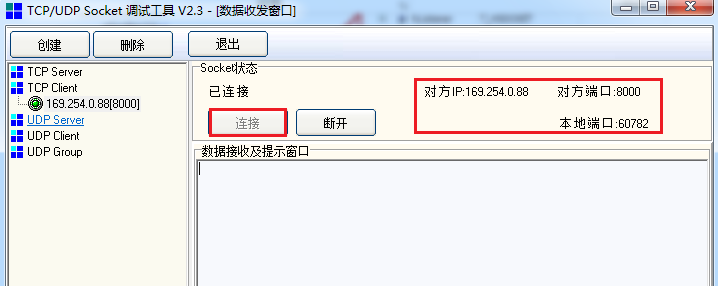 TCP/UDP Socket 调试工具 V2.3 - [数据收发窗口]
创建 删除 退出
TCP Server
TCP Client
169.254.0.88[8000]
UDP Server
UDP Client
UDP Group
Socket状态
已连接
对方IP:169.254.0.88 对方端口:8000
本地端口:60782
连接 断开
数据接收及提示窗口